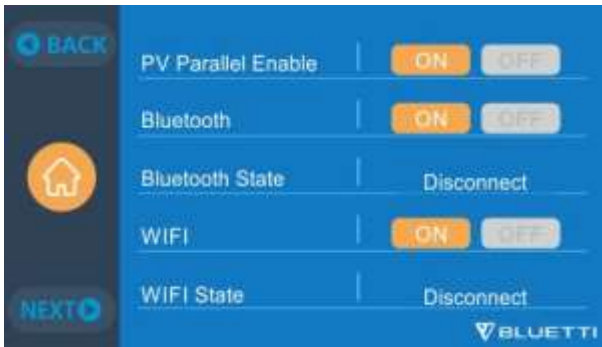 BACK
PV Parallel Enable ON OFF
Bluetooth ON OFF
Bluetooth State Disconnect
WIFI ON OFF
WIFI State Disconnect
NEXT
BLUETTI